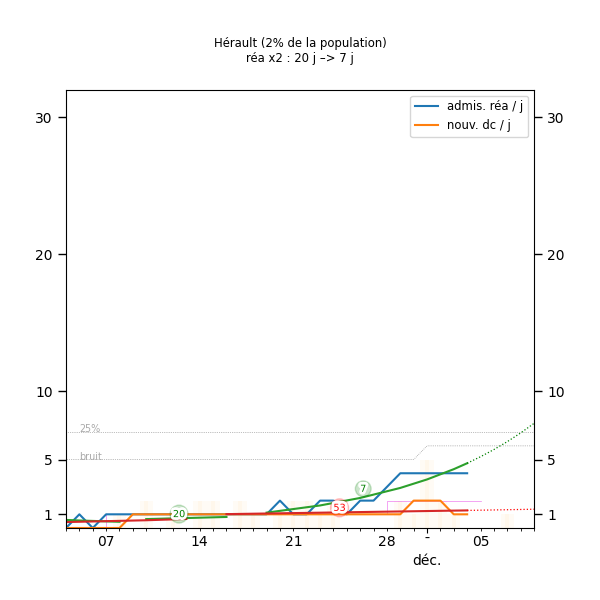 Hérault (2% de la population)
réa x2 : 20 j –> 7 j
admis. réa / j
nouv. dc / j
30 30
20 20
10 10
25%
bruit
5 5
7
20
53
1 1
07 14 21 28 - 05
déc.